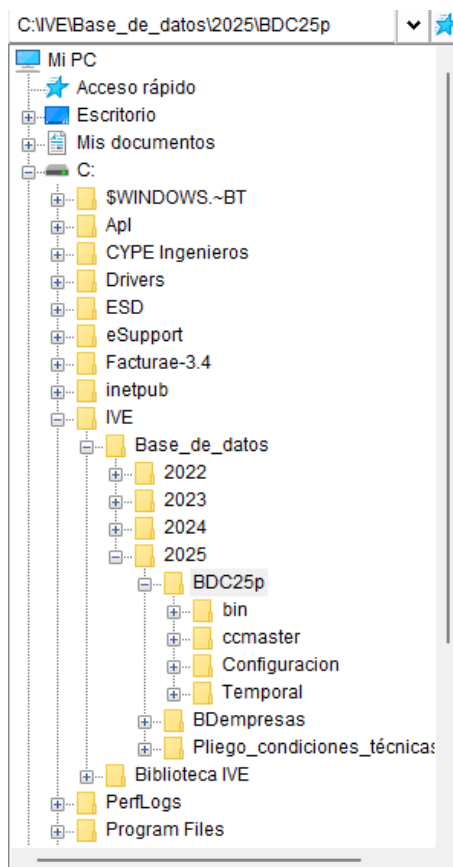 C:\IVE\Base_de_datos\2025\BDC25p
Mi PC
Acceso rápido
Escritorio
Mis documentos
C:
$WINDOWS.~BT
Apl
CYPE Ingenieros
Drivers
ESD
eSupport
Facturae-3.4
inetpub
IVE
Base_de_datos
2022
2023
2024
2025
BDC25p
bin
ccmaster
Configuracion
Temporal
BDempresas
Pliego_condiciones_técnicas
Biblioteca IVE
PerfLogs
Program Files